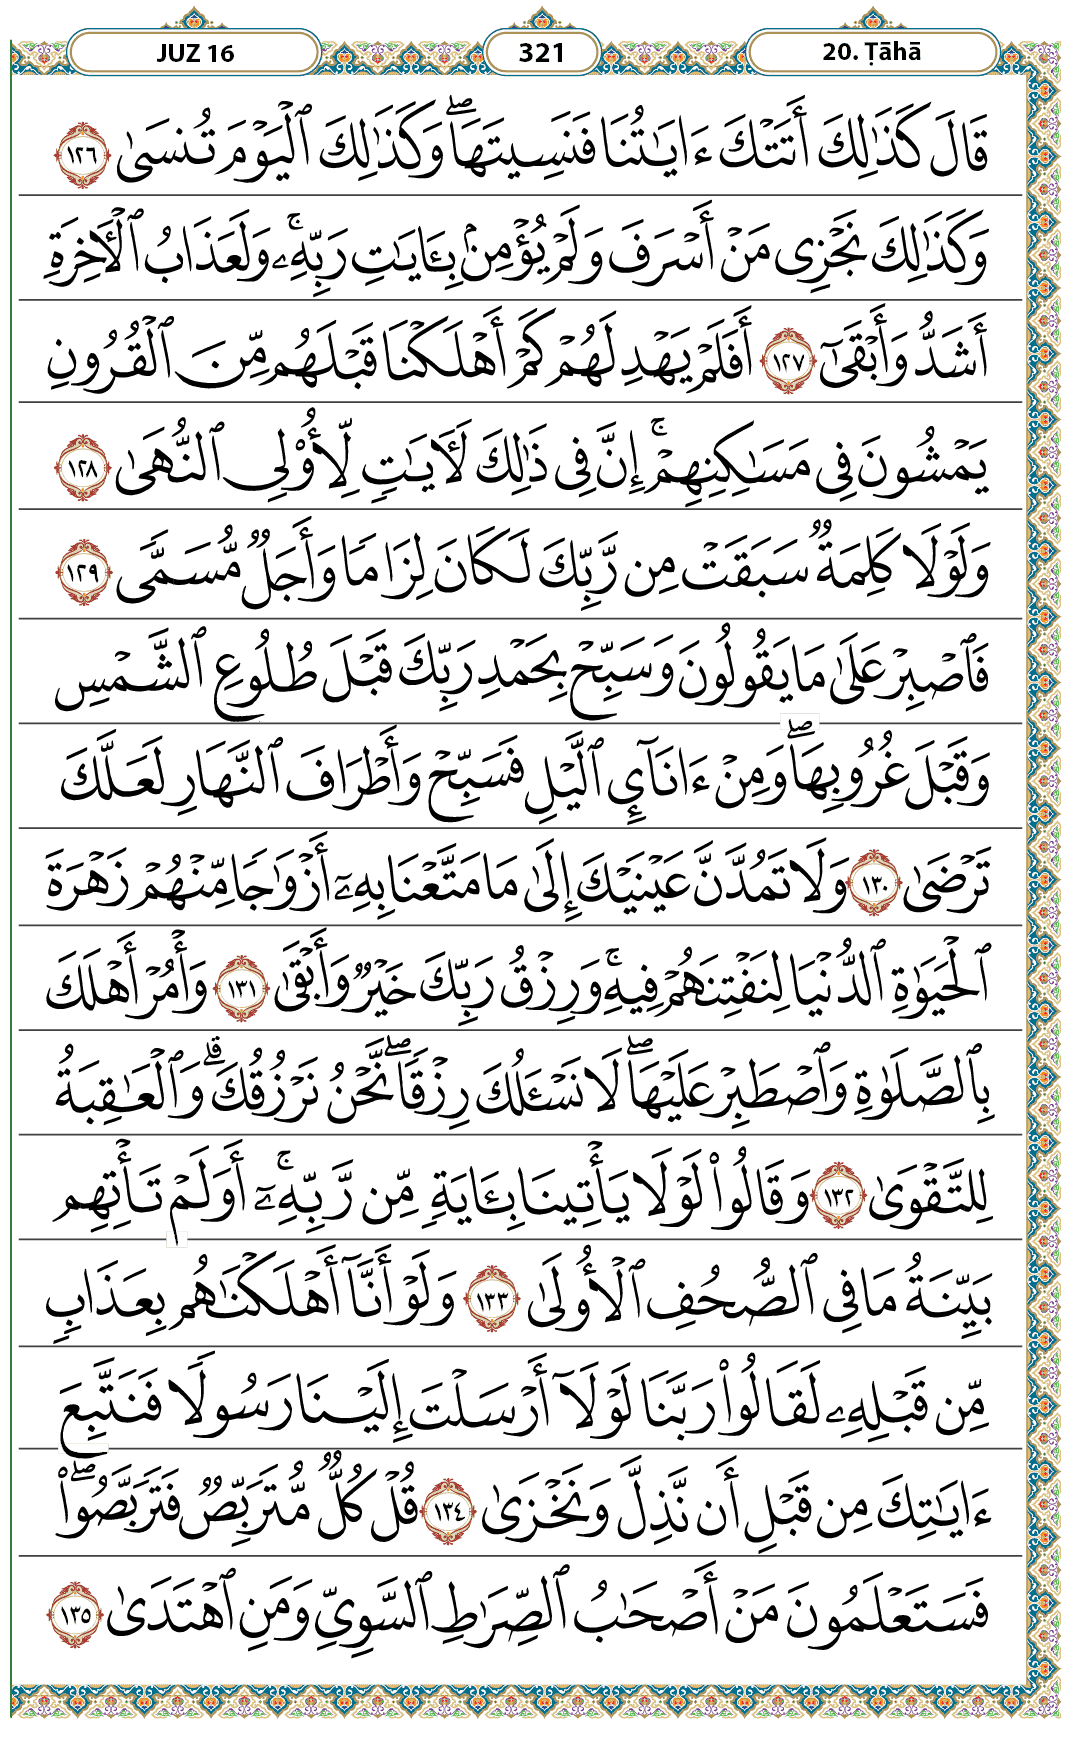 JUZ 16 321 20. Ṭāhā
قَالَ كَذَٰلِكَ أَتَتْكَ ءَايَـٰتُنَا فَنَسِيتَهَا ۖ وَكَذَٰلِكَ ٱلْيَوْمَ تُنسَىٰ ١٢٦
وَكَذَٰلِكَ نَجْزِى مَنْ أَسْرَفَ وَلَمْ يُؤْمِنۢ بِـَٔايَـٰتِ رَبِّهِۦ ۚ وَلَعَذَابُ ٱلْـَٔاخِرَةِ
أَشَدُّ وَأَبْقَىٰٓ ١٢٧ أَفَلَمْ يَهْدِ لَهُمْ كَمْ أَهْلَكْنَا قَبْلَهُم مِّنَ ٱلْقُرُونِ
يَمْشُونَ فِى مَسَـٰكِنِهِمْ ۚ إِنَّ فِى ذَٰلِكَ لَـَٔايَـٰتٍ لِّأُو۟لِى ٱلنُّهَىٰ ١٢٨
وَلَوْلَا كَلِمَةٌ سَبَقَتْ مِن رَّبِّكَ لَكَانَ لِزَامًا وَأَجَلٌ مُّسَمًّى ١٢٩
فَٱصْبِرْ عَلَىٰ مَا يَقُولُونَ وَسَبِّحْ بِحَمْدِ رَبِّكَ قَبْلَ طُلُوعِ ٱلشَّمْسِ
وَقَبْلَ غُرُوبِهَا ۖ وَمِنْ ءَانَآئِ ٱلَّيْلِ فَسَبِّحْ وَأَطْرَافَ ٱلنَّهَارِ لَعَلَّكَ
تَرْضَىٰ ١٣٠ وَلَا تَمُدَّنَّ عَيْنَيْكَ إِلَىٰ مَا مَتَّعْنَا بِهِۦٓ أَزْوَٰجًا مِّنْهُمْ زَهْرَةَ
ٱلْحَيَوٰةِ ٱلدُّنْيَا لِنَفْتِنَهُمْ فِيهِ ۚ وَرِزْقُ رَبِّكَ خَيْرٌ وَأَبْقَىٰ ١٣١ وَأْمُرْ أَهْلَكَ
بِٱلصَّلَوٰةِ وَٱصْطَبِرْ عَلَيْهَا ۖ لَا نَسْـَٔلُكَ رِزْقًا ۖ نَّحْنُ نَرْزُقُكَ ۗ وَٱلْعَـٰقِبَةُ
لِلتَّقْوَىٰ ١٣٢ وَقَالُوا۟ لَوْلَا يَأْتِينَا بِـَٔايَةٍ مِّن رَّبِّهِۦٓ ۚ أَوَلَمْ تَأْتِهِم
بَيِّنَةُ مَا فِى ٱلصُّحُفِ ٱلْأُولَىٰ ١٣٣ وَلَوْ أَنَّآ أَهْلَكْنَـٰهُم بِعَذَابٍ
مِّن قَبْلِهِۦ لَقَالُوا۟ رَبَّنَا لَوْلَآ أَرْسَلْتَ إِلَيْنَا رَسُولًا فَنَتَّبِعَ
ءَايَـٰتِكَ مِن قَبْلِ أَن نَّذِلَّ وَنَخْزَىٰ ١٣٤ قُلْ كُلٌّ مُّتَرَبِّصٌ فَتَرَبَّصُوا۟ ۖ
فَسَتَعْلَمُونَ مَنْ أَصْحَـٰبُ ٱلصِّرَٰطِ ٱلسَّوِىِّ وَمَنِ ٱهْتَدَىٰ ١٣٥